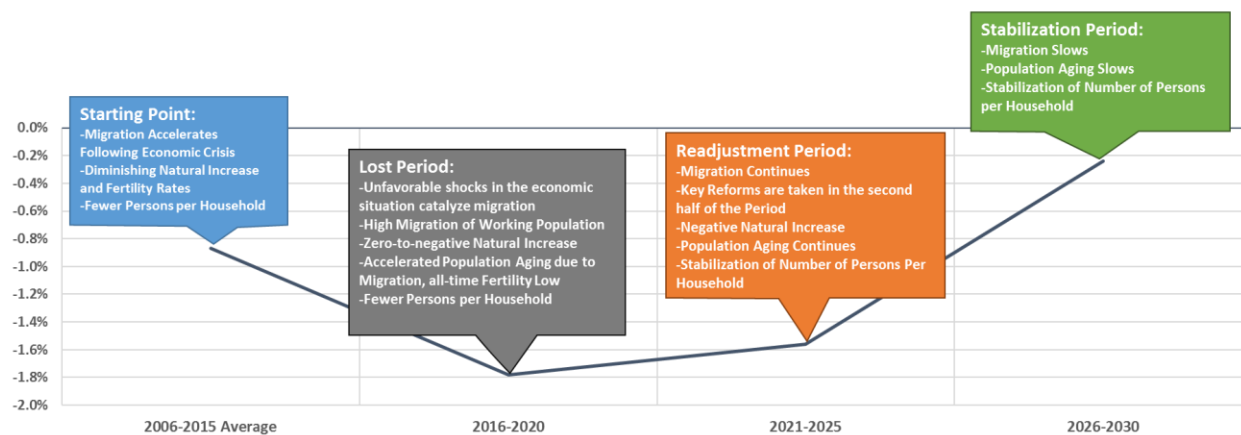 Stabilization Period:
-Migration Slows
-Population Aging Slows
-Stabilization of Number of Persons
per Household
Starting Point:
-Migration Accelerates
Following Economic Crisis
-Diminishing Natural Increase
and Fertility Rates
-Fewer Persons per Household
Lost Period:
-Unfavorable shocks in the economic
situation catalyze migration
-High Migration of Working Population
-Zero-to-negative Natural Increase
-Accelerated Population Aging due to
Migration, all-time Fertility Low
-Fewer Persons per Household
Readjustment Period:
-Migration Continues
-Key Reforms are taken in the second
half of the Period
-Negative Natural Increase
-Population Aging Continues
-Stabilization of Number of Persons Per
Household
0.0%
-0.2%
-0.4%
-0.6%
-0.8%
-1.0%
-1.2%
-1.4%
-1.6%
-1.8%
-2.0%
2006-2015 Average
2016-2020
2021-2025
2026-2030